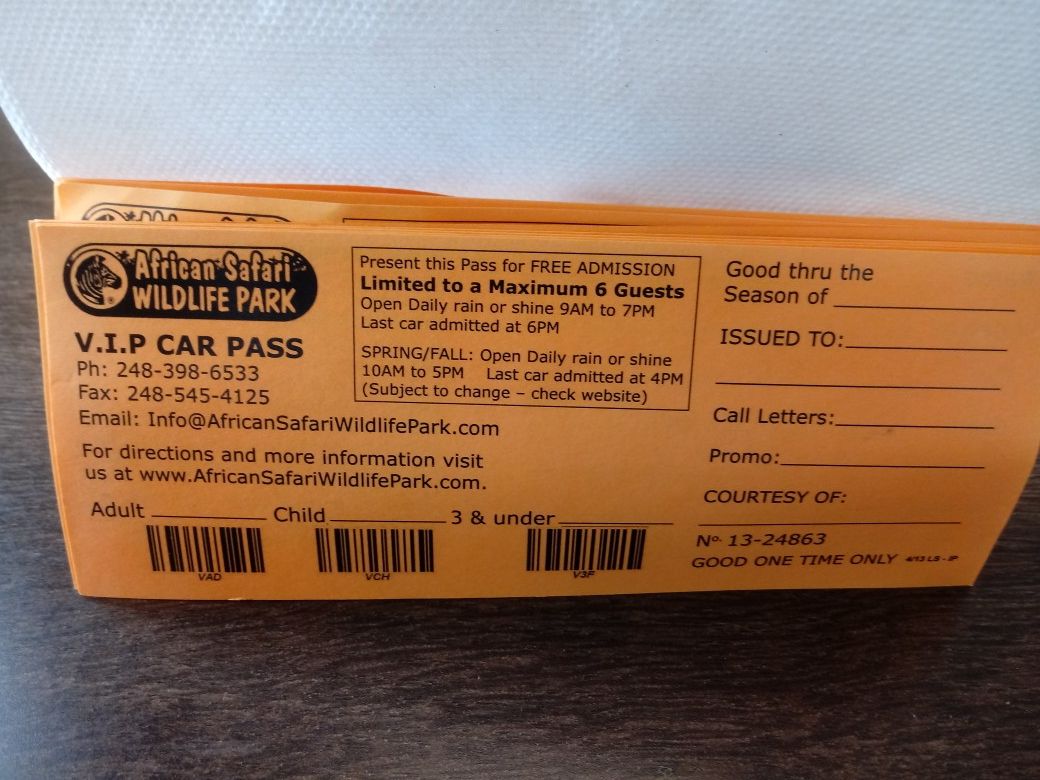 African Safari
WILDLIFE PARK
V.I.P CAR PASS
Ph: 248-398-6533
Fax: 248-545-4125
Email: Info@AfricanSafariWildlifePark.com
For directions and more information visit
us at www.AfricanSafariWildlifePark.com.
Present this Pass for FREE ADMISSION
Limited to a Maximum 6 Guests
Open Daily rain or shine 9AM to 7PM
Last car admitted at 6PM
SPRING/FALL: Open Daily rain or shine
10AM to 5PM Last car admitted at 4PM
(Subject to change – check website)
Adult Child 3 & under
VAD VCH V3F
Good thru the
Season of
ISSUED TO:
Call Letters:
Promo:
COURTESY OF:
No. 13-24863
GOOD ONE TIME ONLY 4/13 LS -